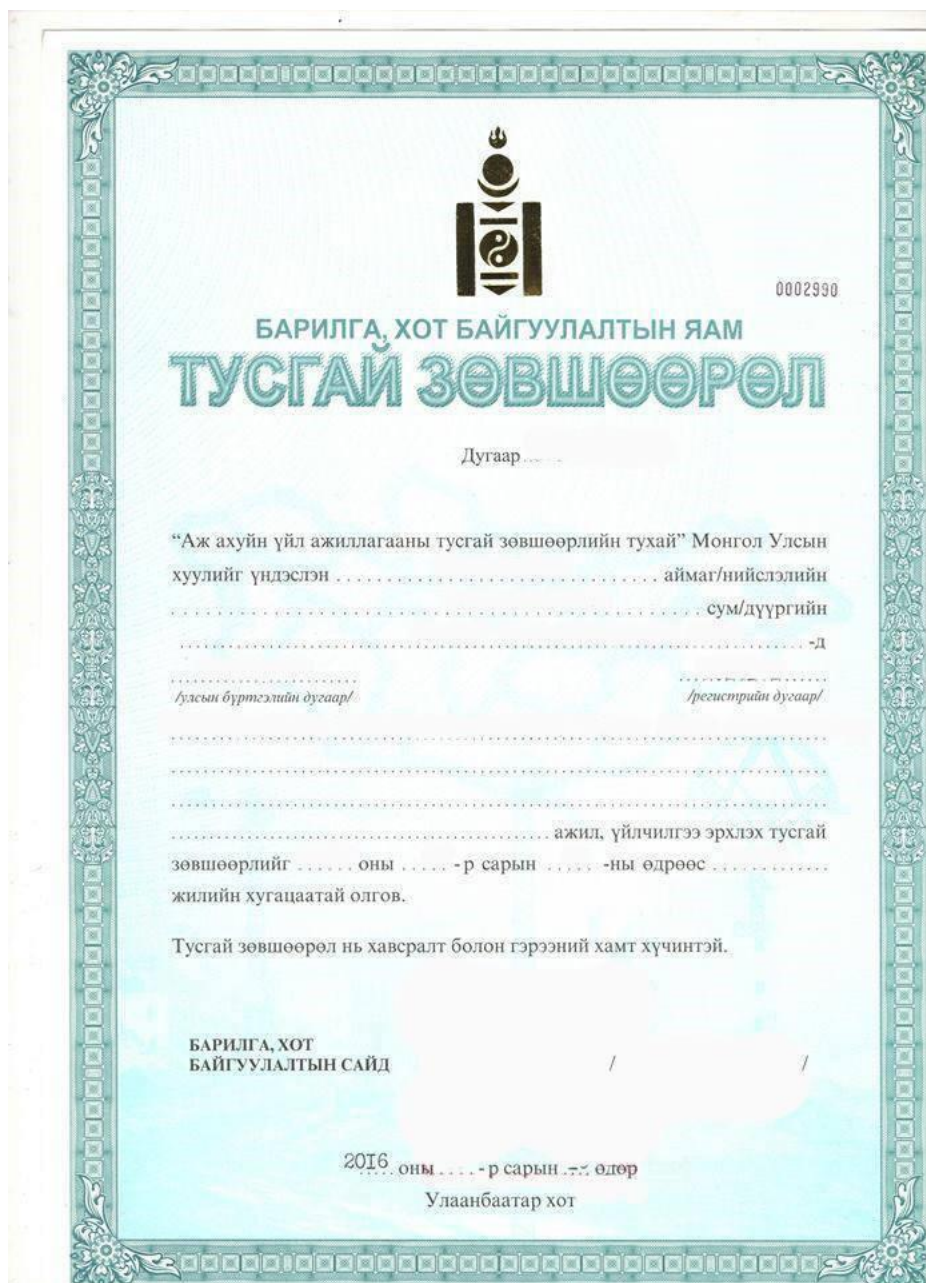 0002990
БАРИЛГА, ХОТ БАЙГУУЛАЛТЫН ЯАМ
ТУСГАЙ ЗӨВШӨӨРӨЛ
Дугаар
“Аж ахуйн үйл ажиллагааны тусгай зөвшөөрлийн тухай” Монгол Улсын
хуулийг үндэслэн ................................ аймаг/нийслэлийн
..................................................... сум/дүүргийн
.............................................................. -д
/улсын бүртгэлийн дугаар/ /регистрийн дугаар/
..................................... ажил, үйлчилгээ эрхлэх тусгай
зөвшөөрлийг ...... оны ..... -р сарын ..... -ны өдрөөс ............
жилийн хугацаатай олгов.
Тусгай зөвшөөрөл нь хавсралт болон гэрээний хамт хүчинтэй.
БАРИЛГА, ХОТ
БАЙГУУЛАЛТЫН САЙД / /
2016 оны .... -р сарын .... өдөр
Улаанбаатар хот